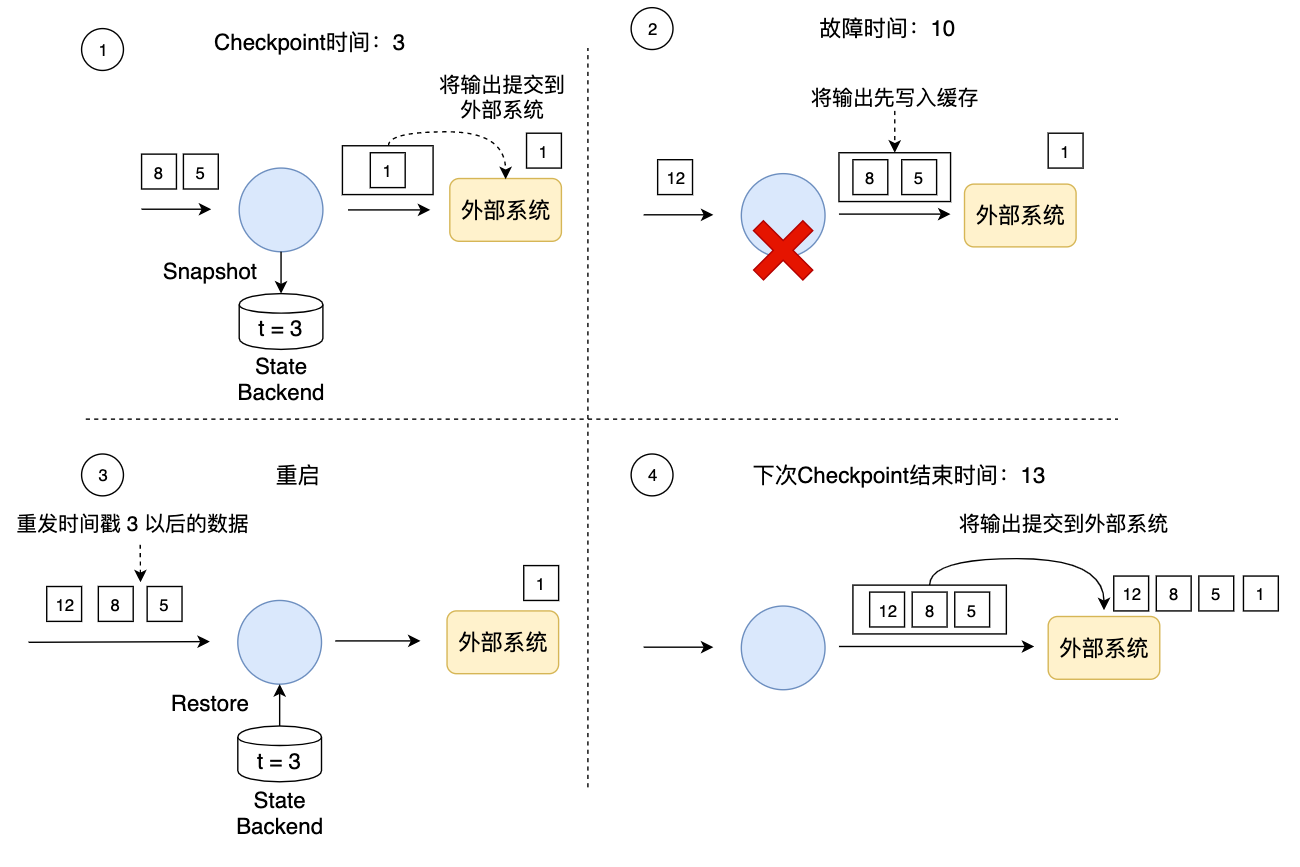 1
Checkpoint时间：3
将输出提交到
外部系统
8
5
1
1
外部系统
Snapshot
t = 3
State
Backend
2
故障时间：10
将输出先写入缓存
12
8
5
1
外部系统
3
重启
重发时间戳 3 以后的数据
12
8
5
1
外部系统
Restore
t = 3
State
Backend
4
下次Checkpoint结束时间：13
将输出提交到外部系统
12
8
5
12
8
5
1
外部系统